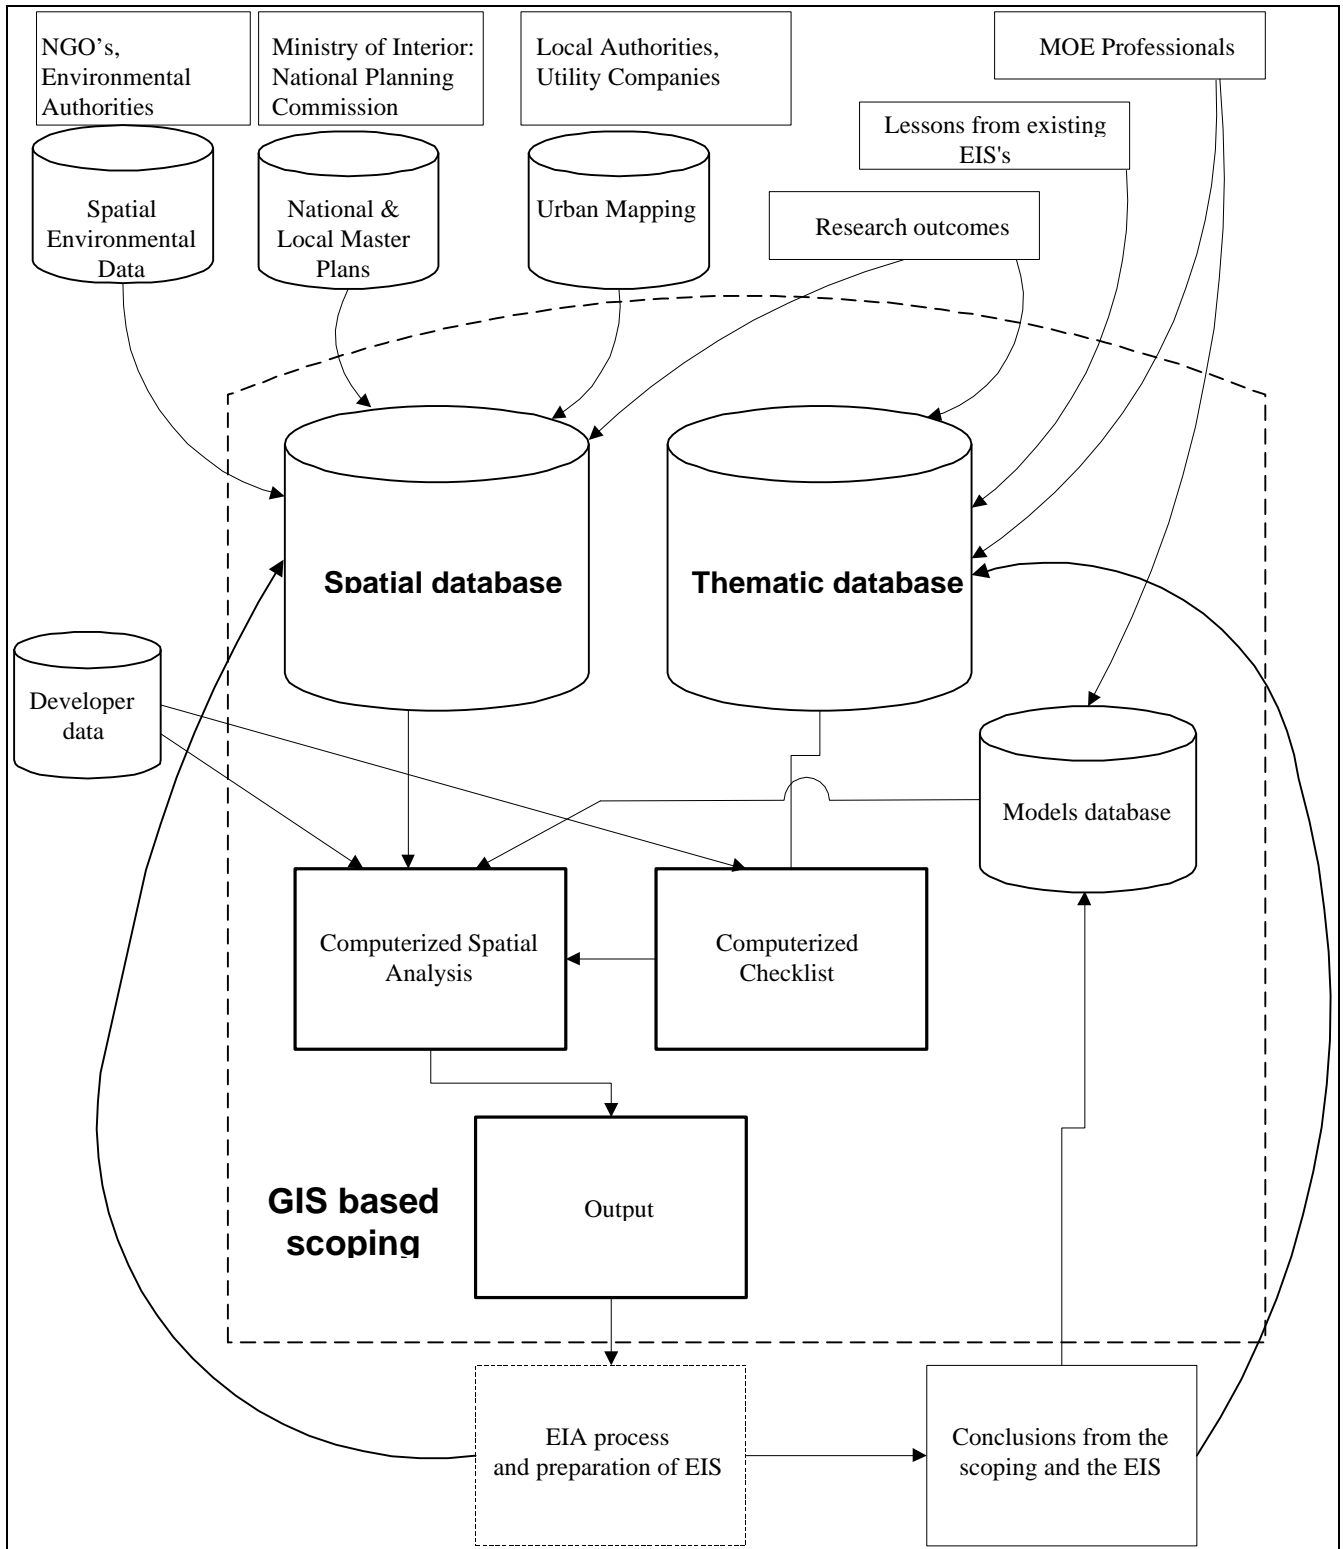 NGO's,
Environmental
Authorities
Ministry of Interior:
National Planning
Commission
Local Authorities,
Utility Companies
MOE Professionals
Lessons from existing
EIS's
Research outcomes
Spatial
Environmental
Data
National &
Local Master
Plans
Urban Mapping
Spatial database
Thematic database
Developer
data
Models database
Computerized Spatial
Analysis
Computerized
Checklist
GIS based
scoping
Output
EIA process
and preparation of EIS
Conclusions from the
scoping and the EIS